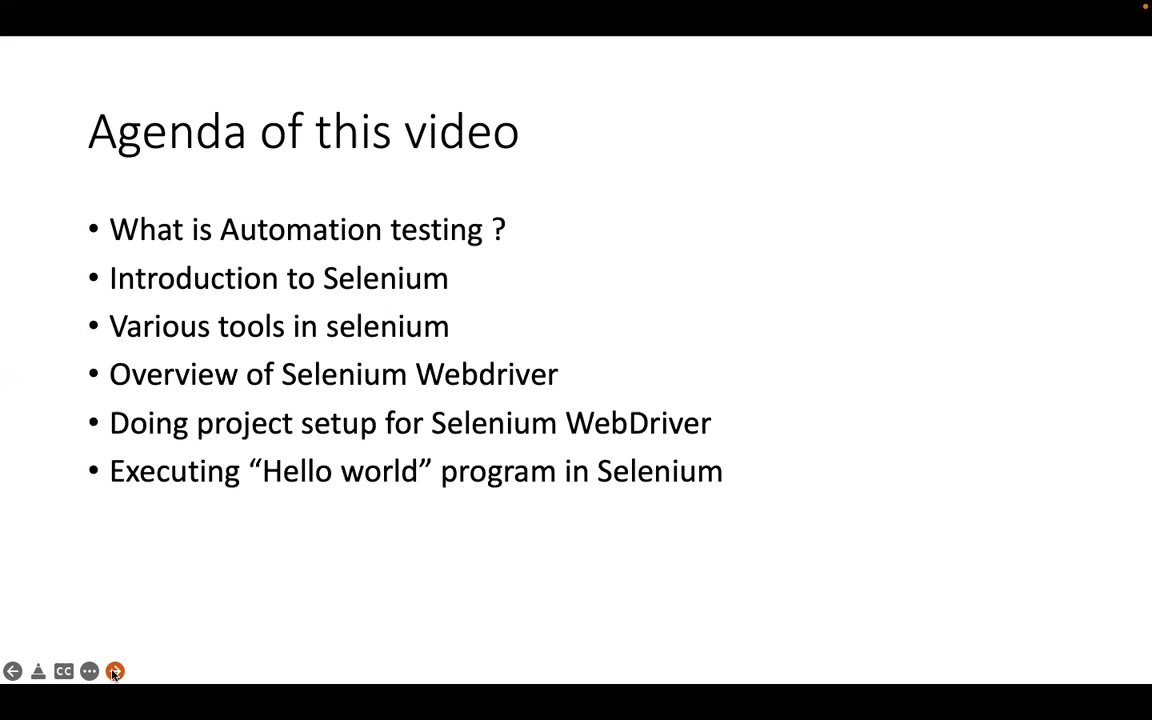 Agenda of this video
• What is Automation testing ?
• Introduction to Selenium
• Various tools in selenium
• Overview of Selenium Webdriver
• Doing project setup for Selenium WebDriver
• Executing “Hello world” program in Selenium
CC